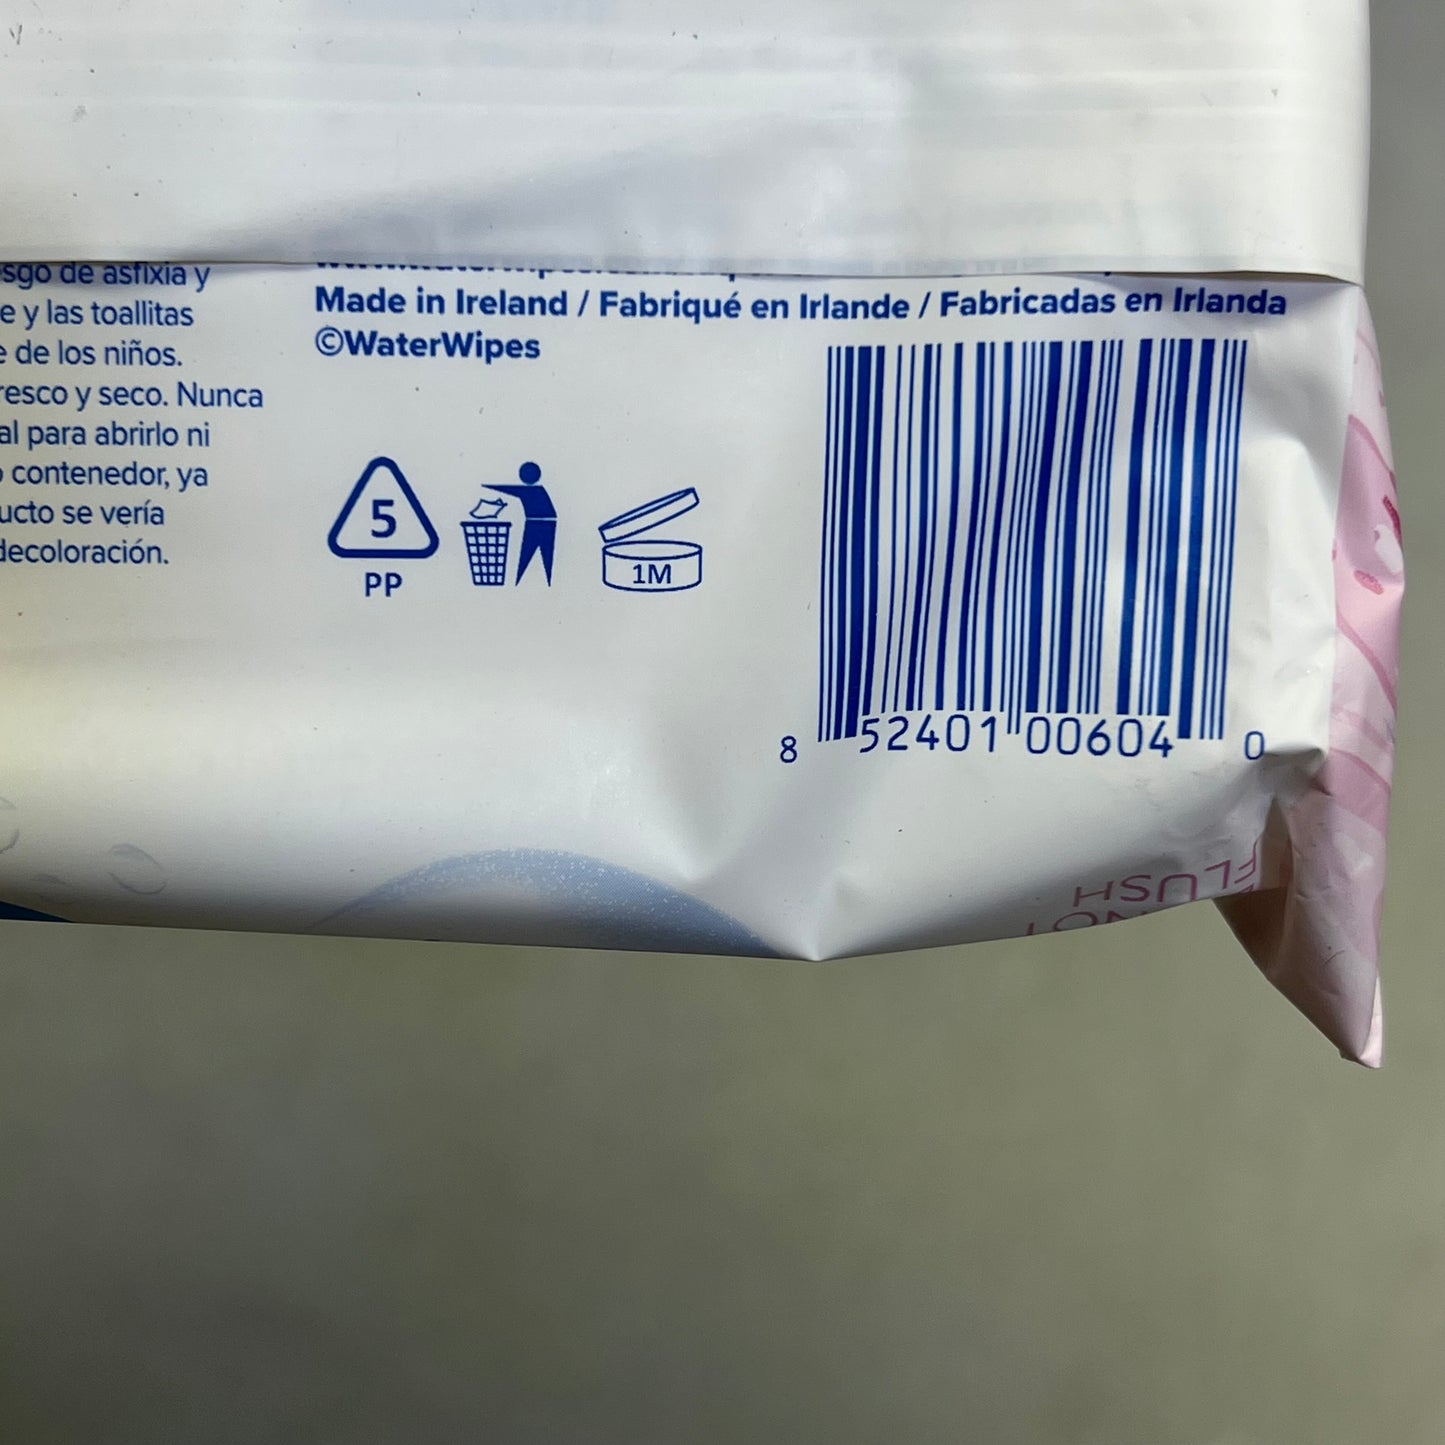 sgo de asfixia y
e y las toallitas
e de los niños.
resco y seco. Nunca
al para abrirlo ni
contenedor, ya
ucto se vería
decoloración.
Made in Ireland / Fabriqué en Irlande / Fabricadas en Irlanda
©WaterWipes
5
PP
1M
8 52401 00604 0
FLUSH